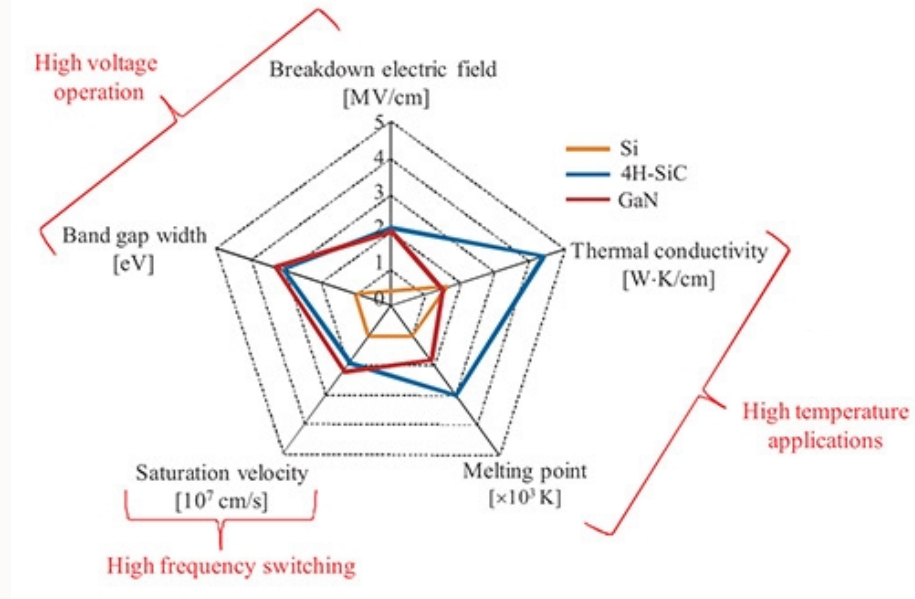 High voltage
operation
Breakdown electric field
[MV/cm]
5
4
3
2
1
0
Si
4H-SiC
GaN
Band gap width
[eV]
Thermal conductivity
[W·K/cm]
High temperature
applications
Saturation velocity
[10⁷ cm/s]
Melting point
[×10³ K]
High frequency switching